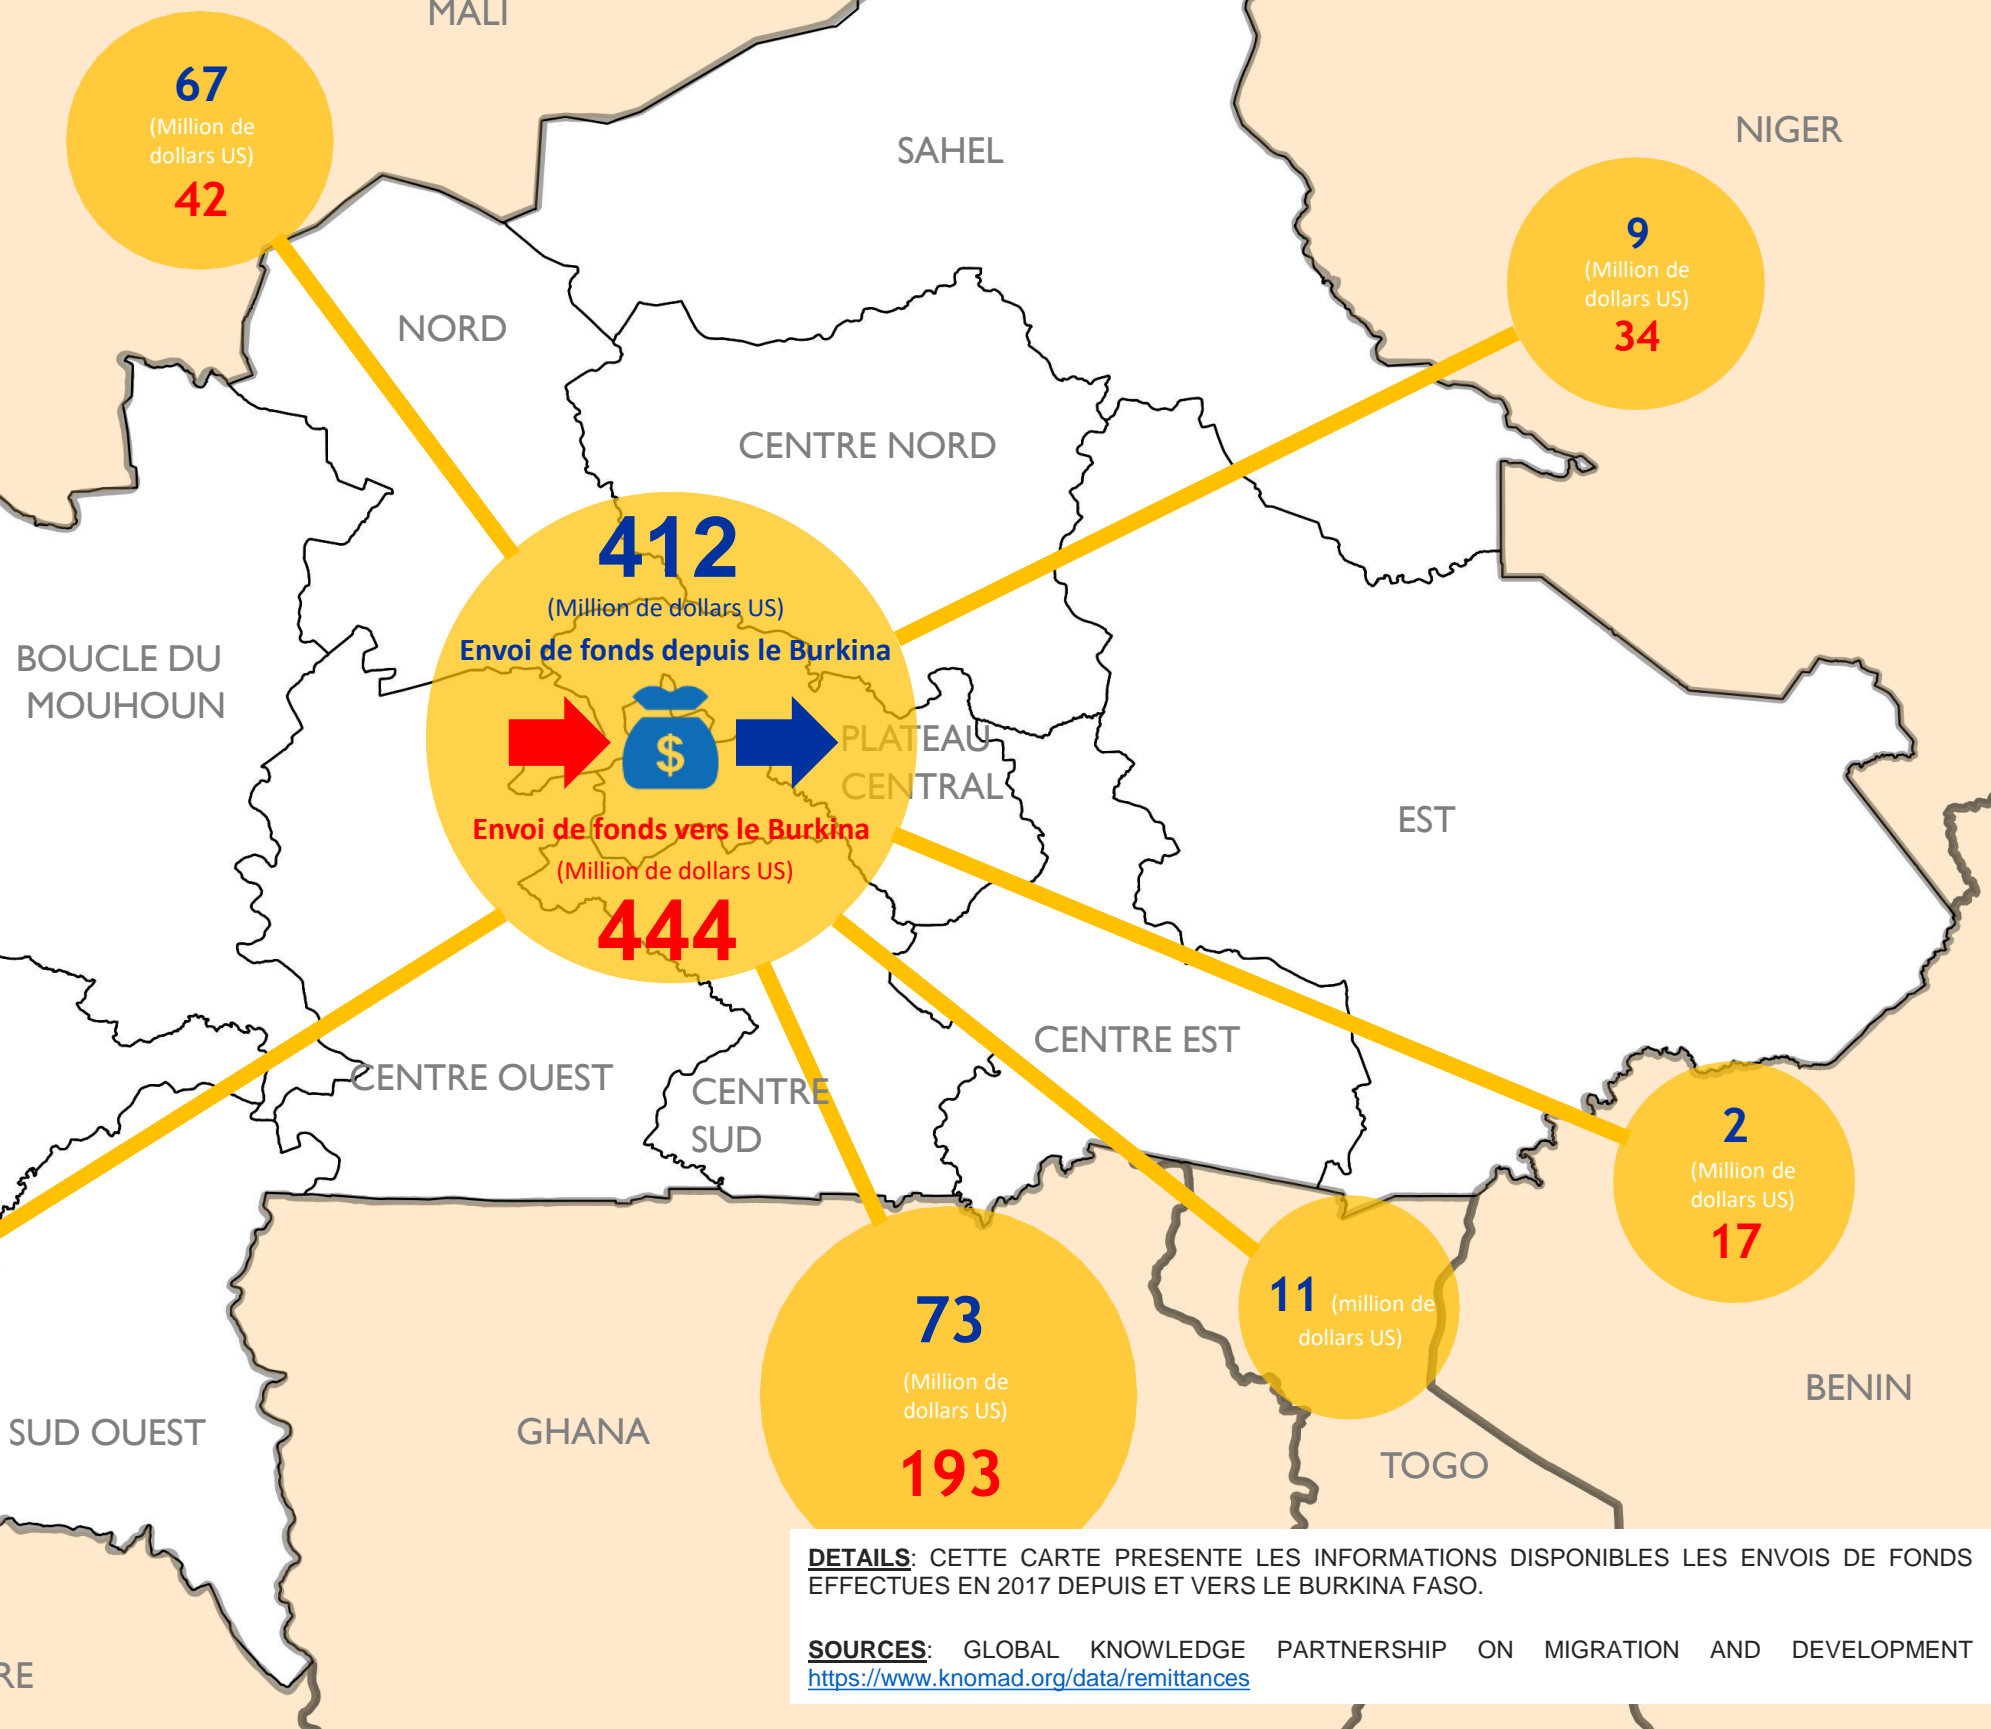 MALI
67
(Million de
dollars US)
42
SAHEL
NIGER
9
(Million de
dollars US)
34
NORD
CENTRE NORD
412
(Million de dollars US)
Envoi de fonds depuis le Burkina
BOUCLE DU
MOUHOUN
$
PLATEAU
CENTRAL
EST
Envoi de fonds vers le Burkina
(Million de dollars US)
444
CENTRE EST
CENTRE OUEST
CENTRE
SUD
2
(Million de
dollars US)
17
11 (million de
dollars US)
73
(Million de
dollars US)
193
BENIN
SUD OUEST
GHANA
TOGO
DETAILS: CETTE CARTE PRESENTE LES INFORMATIONS DISPONIBLES LES ENVOIS DE FONDS
EFFECTUES EN 2017 DEPUIS ET VERS LE BURKINA FASO.
SOURCES: GLOBAL KNOWLEDGE PARTNERSHIP ON MIGRATION AND DEVELOPMENT
https://www.knomad.org/data/remittances
RE